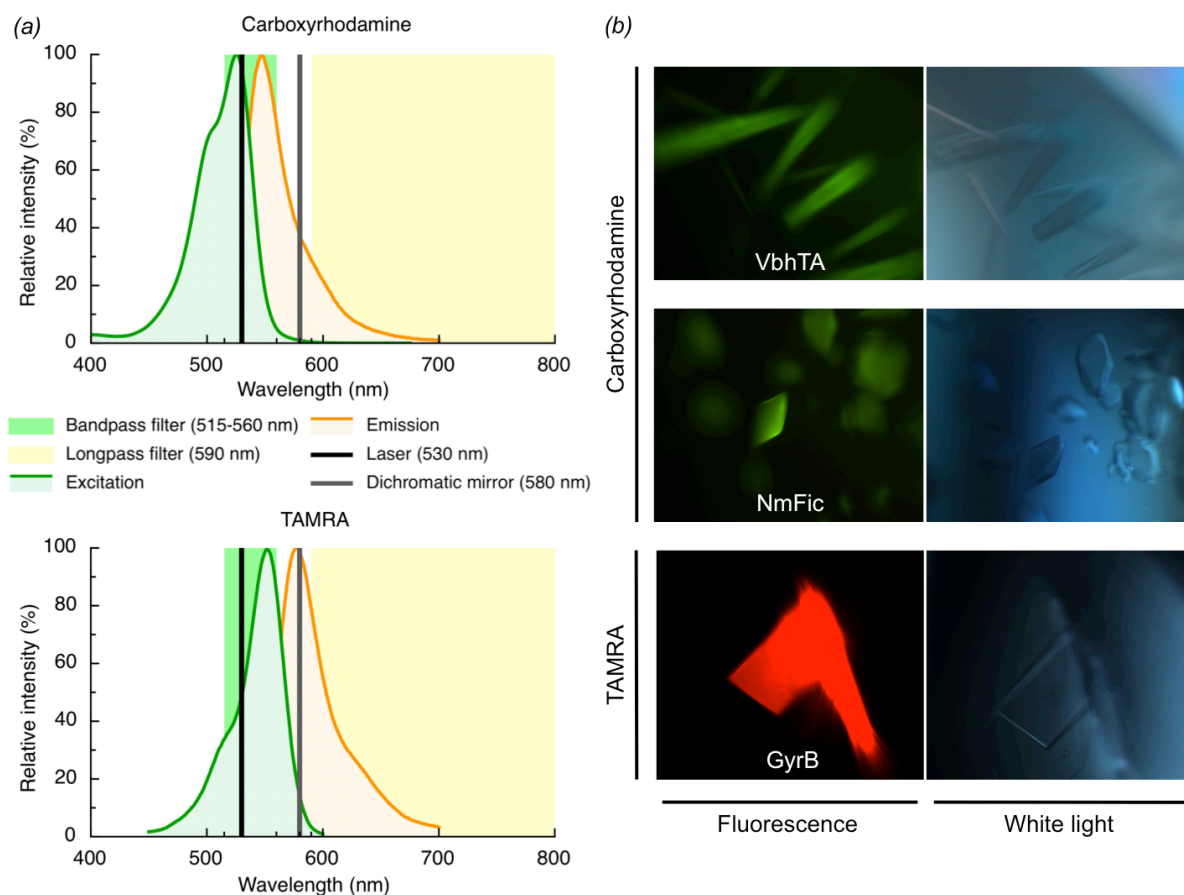 (a)
Carboxyrhodamine
Relative intensity (%)
100
80
60
40
20
0
400 500 600 700 800
Wavelength (nm)
Bandpass filter (515-560 nm)
Longpass filter (590 nm)
Excitation
Emission
Laser (530 nm)
Dichromatic mirror (580 nm)
TAMRA
Relative intensity (%)
100
80
60
40
20
0
400 500 600 700 800
Wavelength (nm)
(b)
Carboxyrhodamine
VbhTA
NmFic
TAMRA
GyrB
Fluorescence
White light